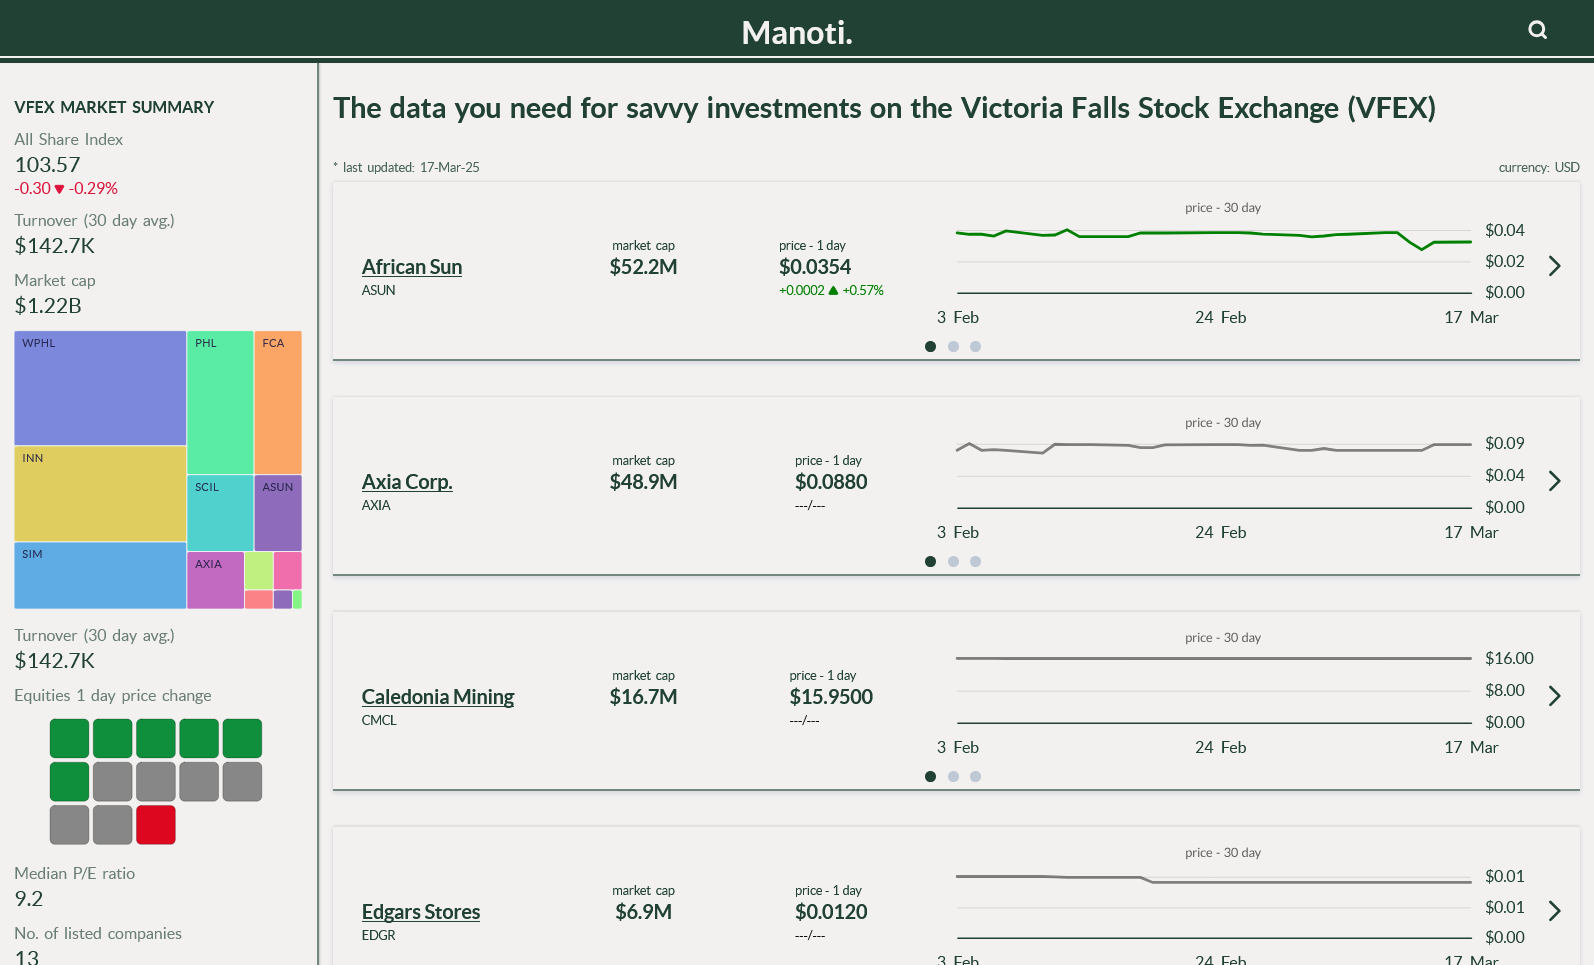 Manoti.
VFEX MARKET SUMMARY
All Share Index
103.57
-0.30 ▼ -0.29%
Turnover (30 day avg.)
$142.7K
Market cap
$1.22B
WPHL
PHL
FCA
INN
SCIL
ASUN
SIM
AXIA
Turnover (30 day avg.)
$142.7K
Equities 1 day price change
Median P/E ratio
9.2
No. of listed companies
13
The data you need for savvy investments on the Victoria Falls Stock Exchange (VFEX)
* last updated: 17-Mar-25
currency: USD
African Sun
ASUN
market cap
$52.2M
price - 1 day
$0.0354
+0.0002 ▲ +0.57%
price - 30 day
$0.04
$0.02
$0.00
3 Feb
24 Feb
17 Mar
Axia Corp.
AXIA
market cap
$48.9M
price - 1 day
$0.0880
---/---
price - 30 day
$0.09
$0.04
$0.00
3 Feb
24 Feb
17 Mar
Caledonia Mining
CMCL
market cap
$16.7M
price - 1 day
$15.9500
---/---
price - 30 day
$16.00
$8.00
$0.00
3 Feb
24 Feb
17 Mar
Edgars Stores
EDGR
market cap
$6.9M
price - 1 day
$0.0120
---/---
price - 30 day
$0.01
$0.01
$0.00
3 Feb
24 Feb
17 Mar